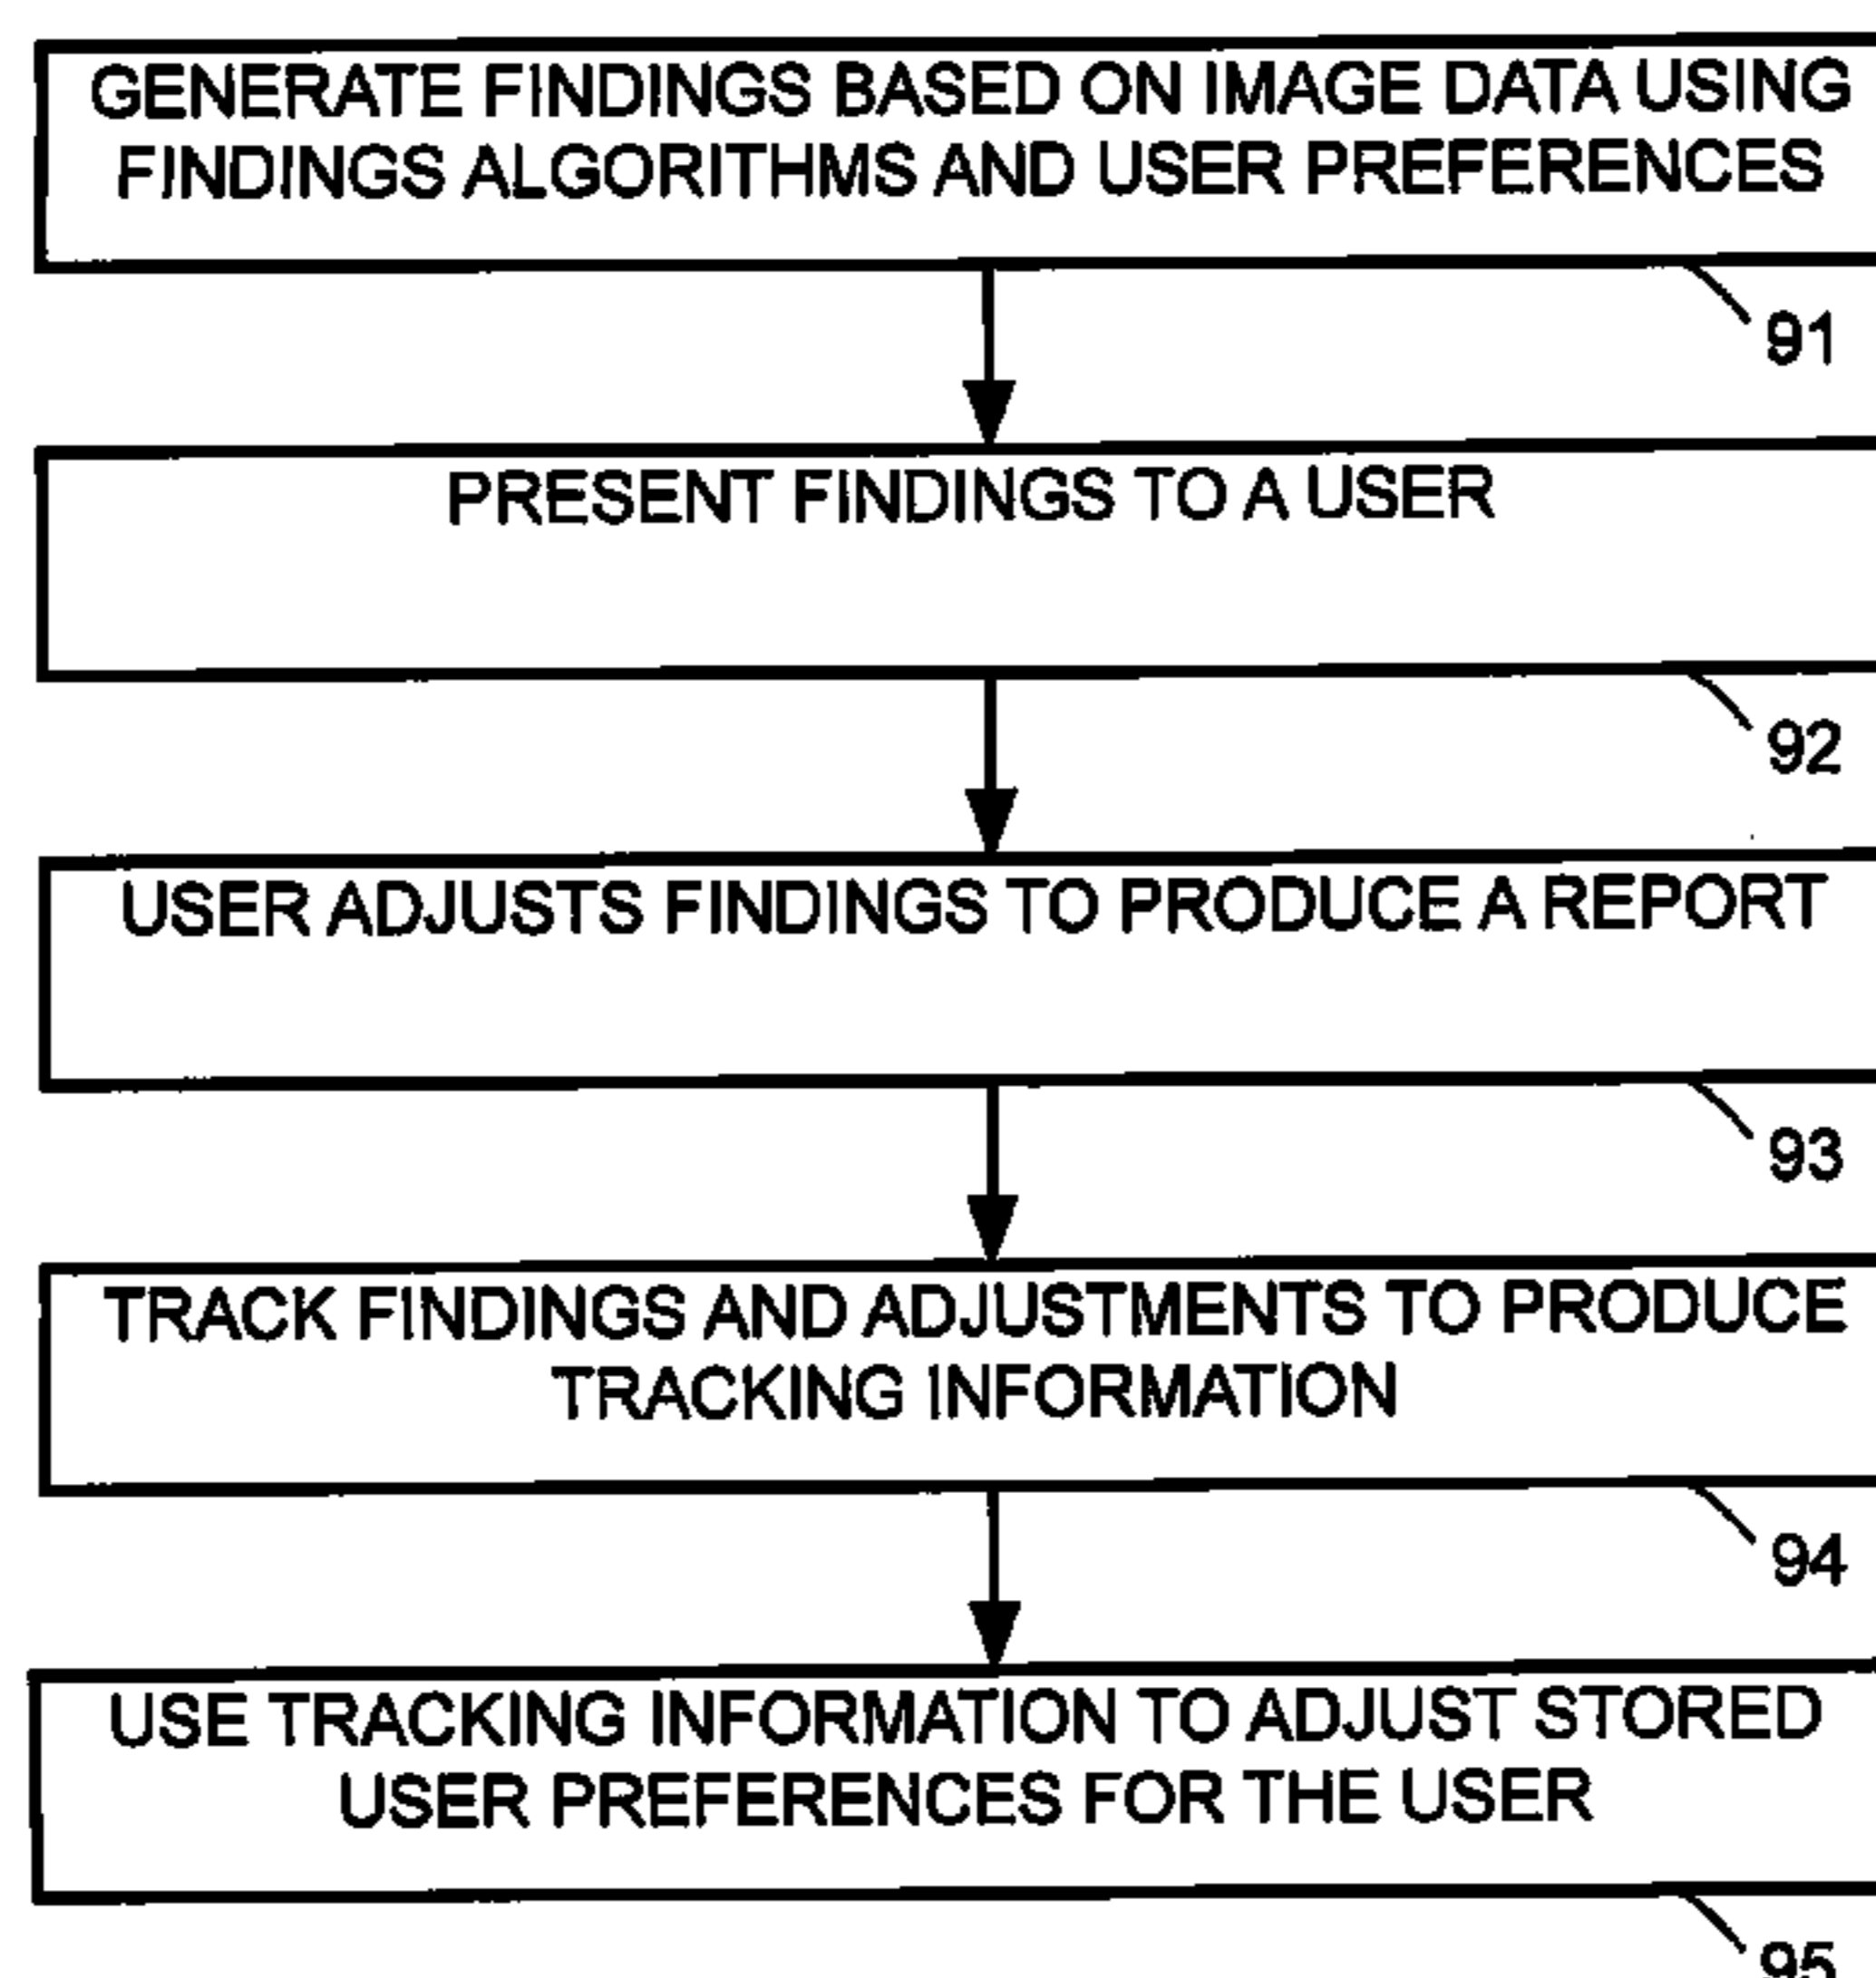 GENERATE FINDINGS BASED ON IMAGE DATA USING
FINDINGS ALGORITHMS AND USER PREFERENCES
91
PRESENT FINDINGS TO A USER
92
USER ADJUSTS FINDINGS TO PRODUCE A REPORT
93
TRACK FINDINGS AND ADJUSTMENTS TO PRODUCE
TRACKING INFORMATION
94
USE TRACKING INFORMATION TO ADJUST STORED
USER PREFERENCES FOR THE USER
95